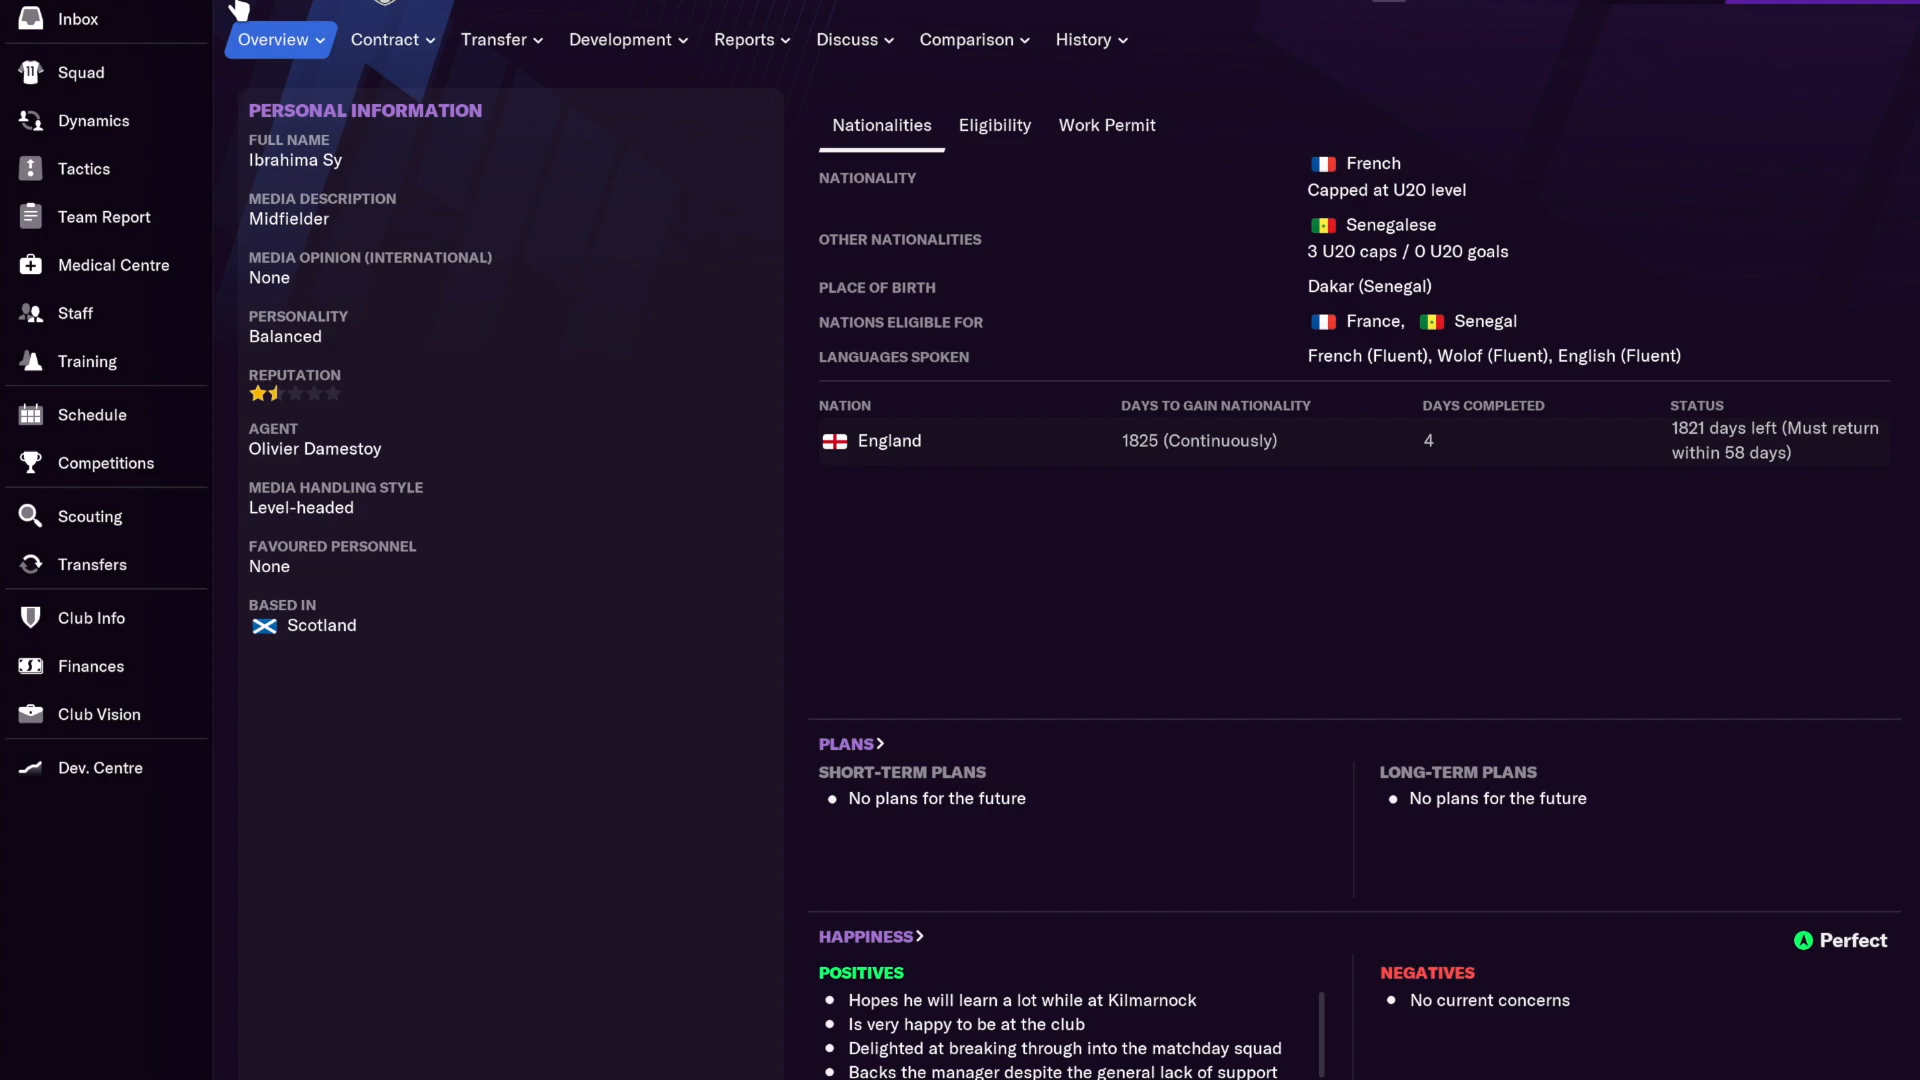 Inbox
Squad
Dynamics
Tactics
Team Report
Medical Centre
Staff
Training
Schedule
Competitions
Scouting
Transfers
Club Info
Finances
Club Vision
Dev. Centre
Overview Contract Transfer Development Reports Discuss Comparison History
PERSONAL INFORMATION
FULL NAME
Ibrahima Sy
MEDIA DESCRIPTION
Midfielder
MEDIA OPINION (INTERNATIONAL)
None
PERSONALITY
Balanced
REPUTATION
AGENT
Olivier Damestoy
MEDIA HANDLING STYLE
Level-headed
FAVOURED PERSONNEL
None
BASED IN
Scotland
Nationalities Eligibility Work Permit
NATIONALITY
French
Capped at U20 level
OTHER NATIONALITIES
Senegalese
3 U20 caps / 0 U20 goals
PLACE OF BIRTH Dakar (Senegal)
NATIONS ELIGIBLE FOR France, Senegal
LANGUAGES SPOKEN French (Fluent), Wolof (Fluent), English (Fluent)
NATION DAYS TO GAIN NATIONALITY DAYS COMPLETED STATUS
England 1825 (Continuously) 4 1821 days left (Must return
within 58 days)
PLANS
SHORT-TERM PLANS
No plans for the future
LONG-TERM PLANS
No plans for the future
HAPPINESS
Perfect
POSITIVES
Hopes he will learn a lot while at Kilmarnock
Is very happy to be at the club
Delighted at breaking through into the matchday squad
Backs the manager despite the general lack of support
NEGATIVES
No current concerns